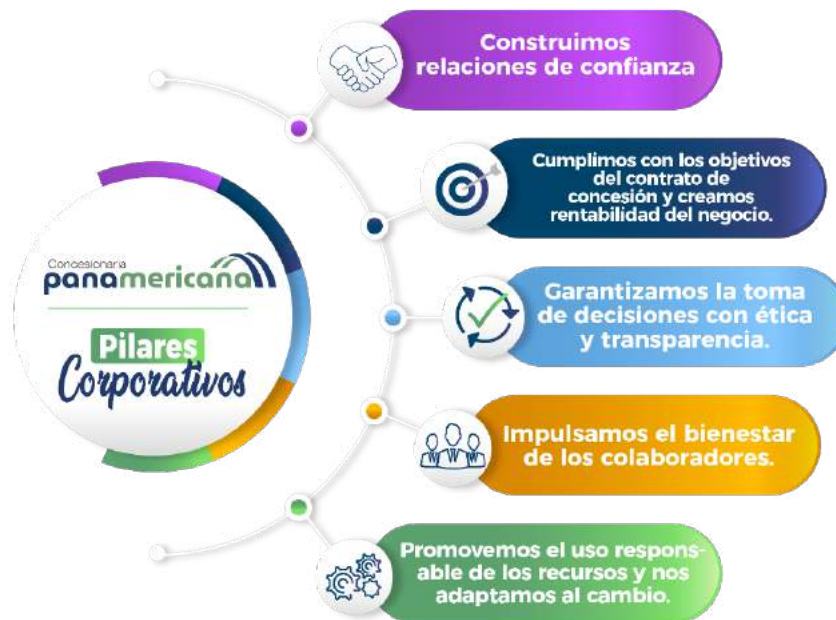 Concesionaria
panamericana
Pilares
Corporativos
Construimos
relaciones de confianza
Cumplimos con los objetivos
del contrato de
concesión y creamos
rentabilidad del negocio.
Garantizamos la toma
de decisiones con ética
y transparencia.
Impulsamos el bienestar
de los colaboradores.
Promovemos el uso respons-
able de los recursos y nos
adaptamos al cambio.